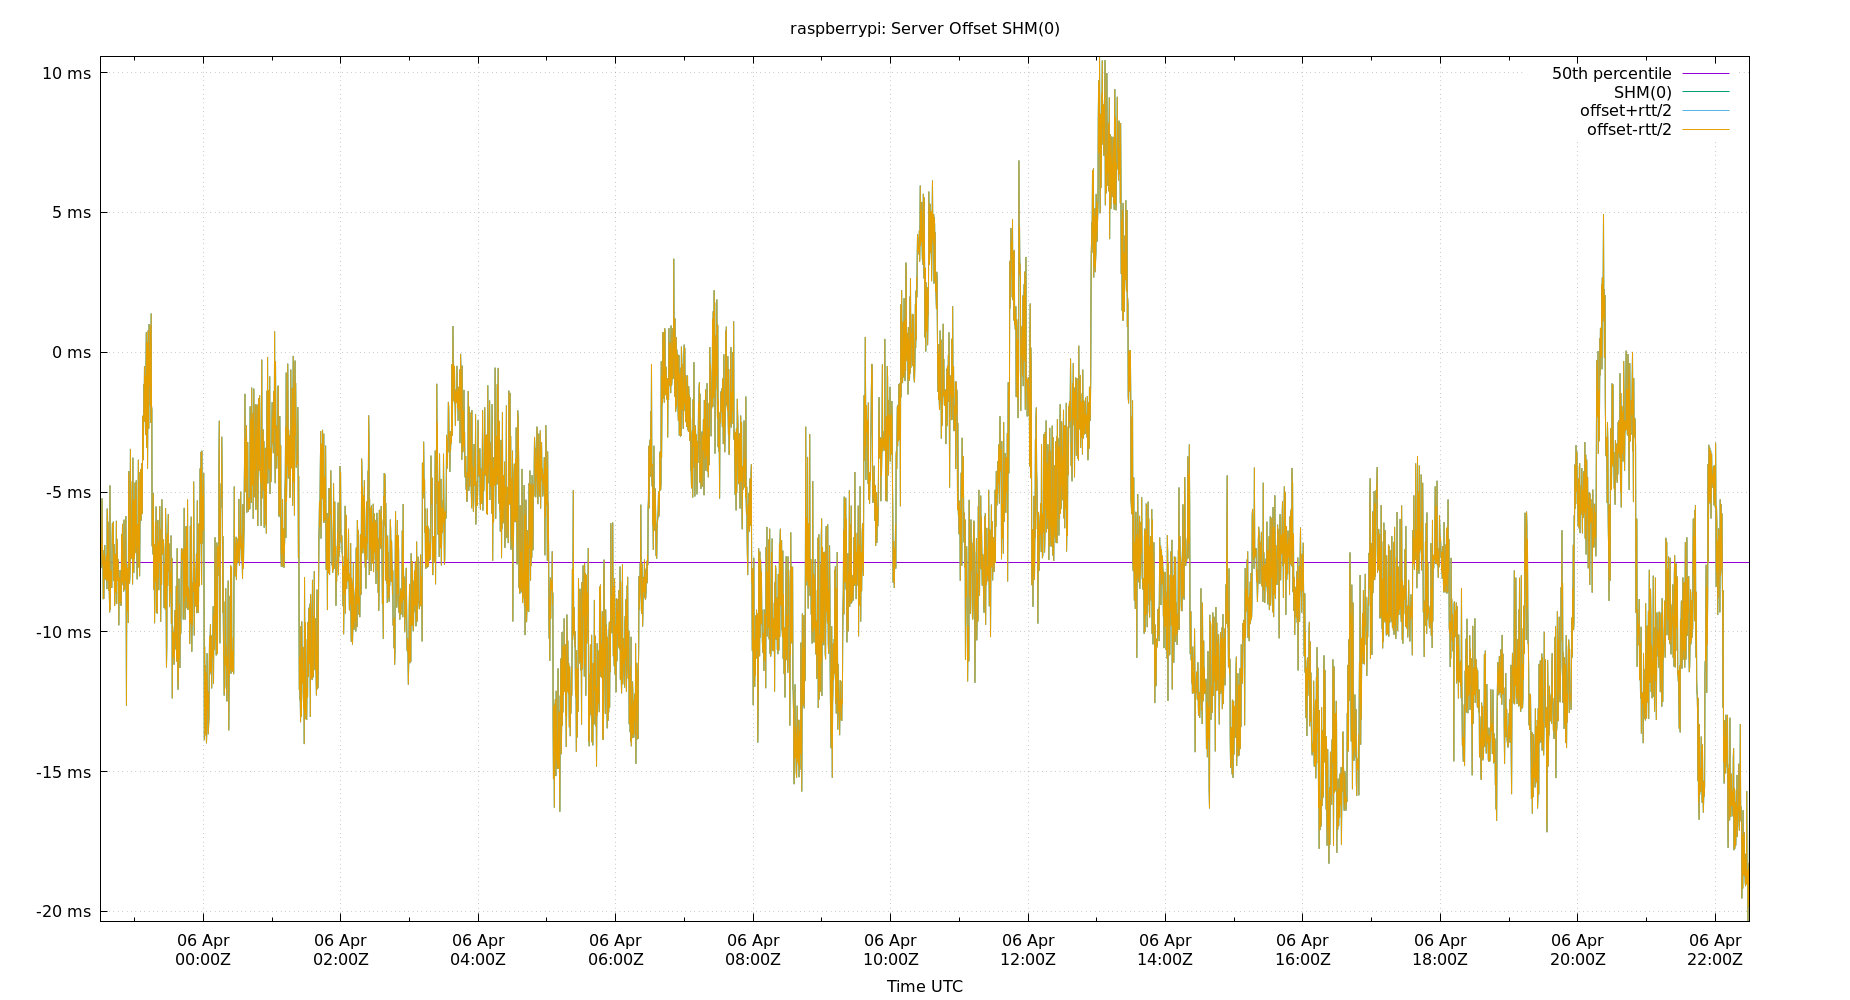 raspberrypi: Server Offset SHM(0)
50th percentile
SHM(0)
offset+rtt/2
offset-rtt/2
10 ms
5 ms
0 ms
-5 ms
-10 ms
-15 ms
-20 ms
06 Apr 06 Apr 06 Apr 06 Apr 06 Apr 06 Apr 06 Apr 06 Apr 06 Apr 06 Apr 06 Apr 06 Apr
00:00Z 02:00Z 04:00Z 06:00Z 08:00Z 10:00Z 12:00Z 14:00Z 16:00Z 18:00Z 20:00Z 22:00Z
Time UTC